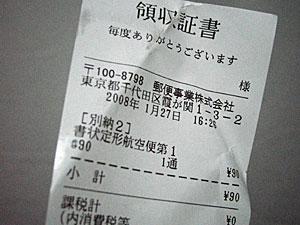 領収証書
毎度ありがとうございます
様
〒100-8798 郵便事業株式会社
東京都千代田区霞が関1-3-2
2008年 1月27日 16:2
[別納2]
書状定形航空便第1
@90 1通 ¥90
小 計 ¥90
課税計 ¥0
(内消費税等